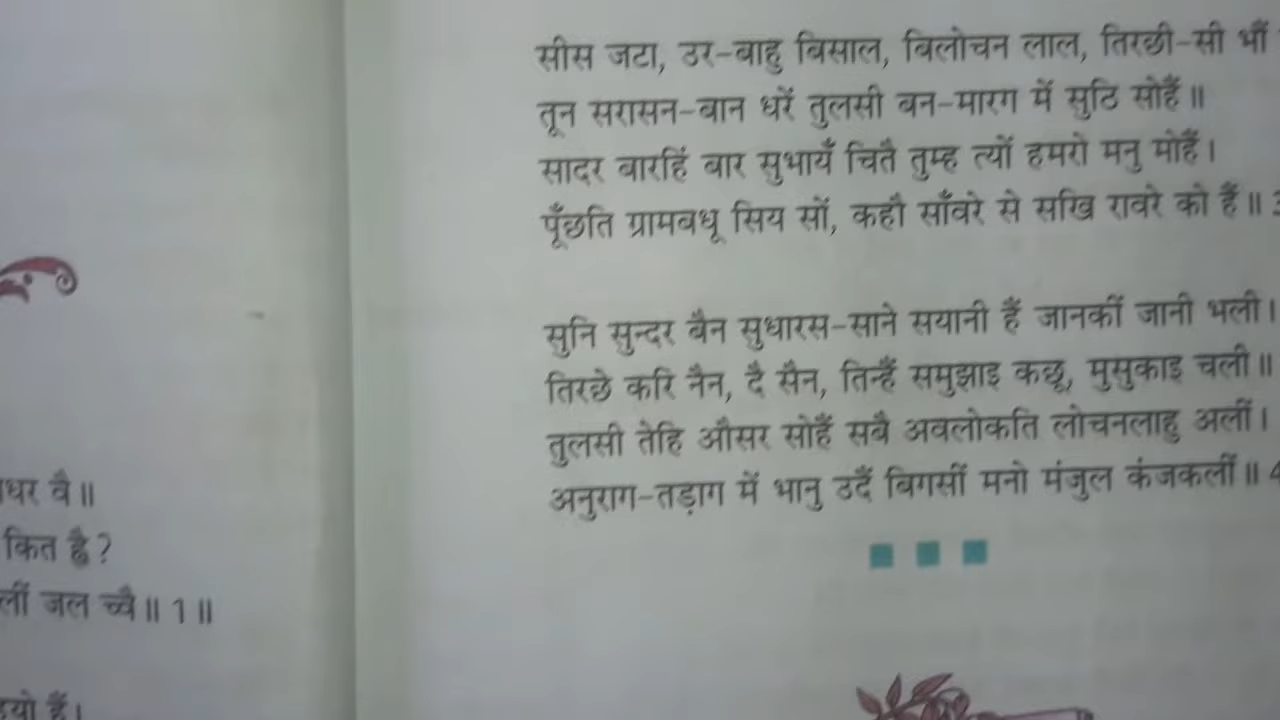 धर वै॥
कित ह्वै?
लीं जल च्वै॥1॥
हैं।
सीस जटा, उर-बाहु बिसाल, बिलोचन लाल, तिरछी-सी भौं
तून सरासन-बान धरें तुलसी बन-मारग में सुठि सोहैं॥
सादर बारहिं बार सुभायँ चितै तुम्ह त्यों हमरो मनु मोहैं।
पूँछति ग्रामबधू सिय सों, कहौ साँवरे से सखि रावरे को हैं॥
सुनि सुन्दर बैन सुधारस-साने सयानी हैं जानकीं जानी भली।
तिरछे करि नैन, दै सैन, तिन्हैं समुझाइ कछू, मुसुकाइ चली॥
तुलसी तेहि औसर सोहैं सबै अवलोकति लोचनलाहु अलीं।
अनुराग-तड़ाग में भानु उदैं बिगसीं मनो मंजुल कंजकलीं॥